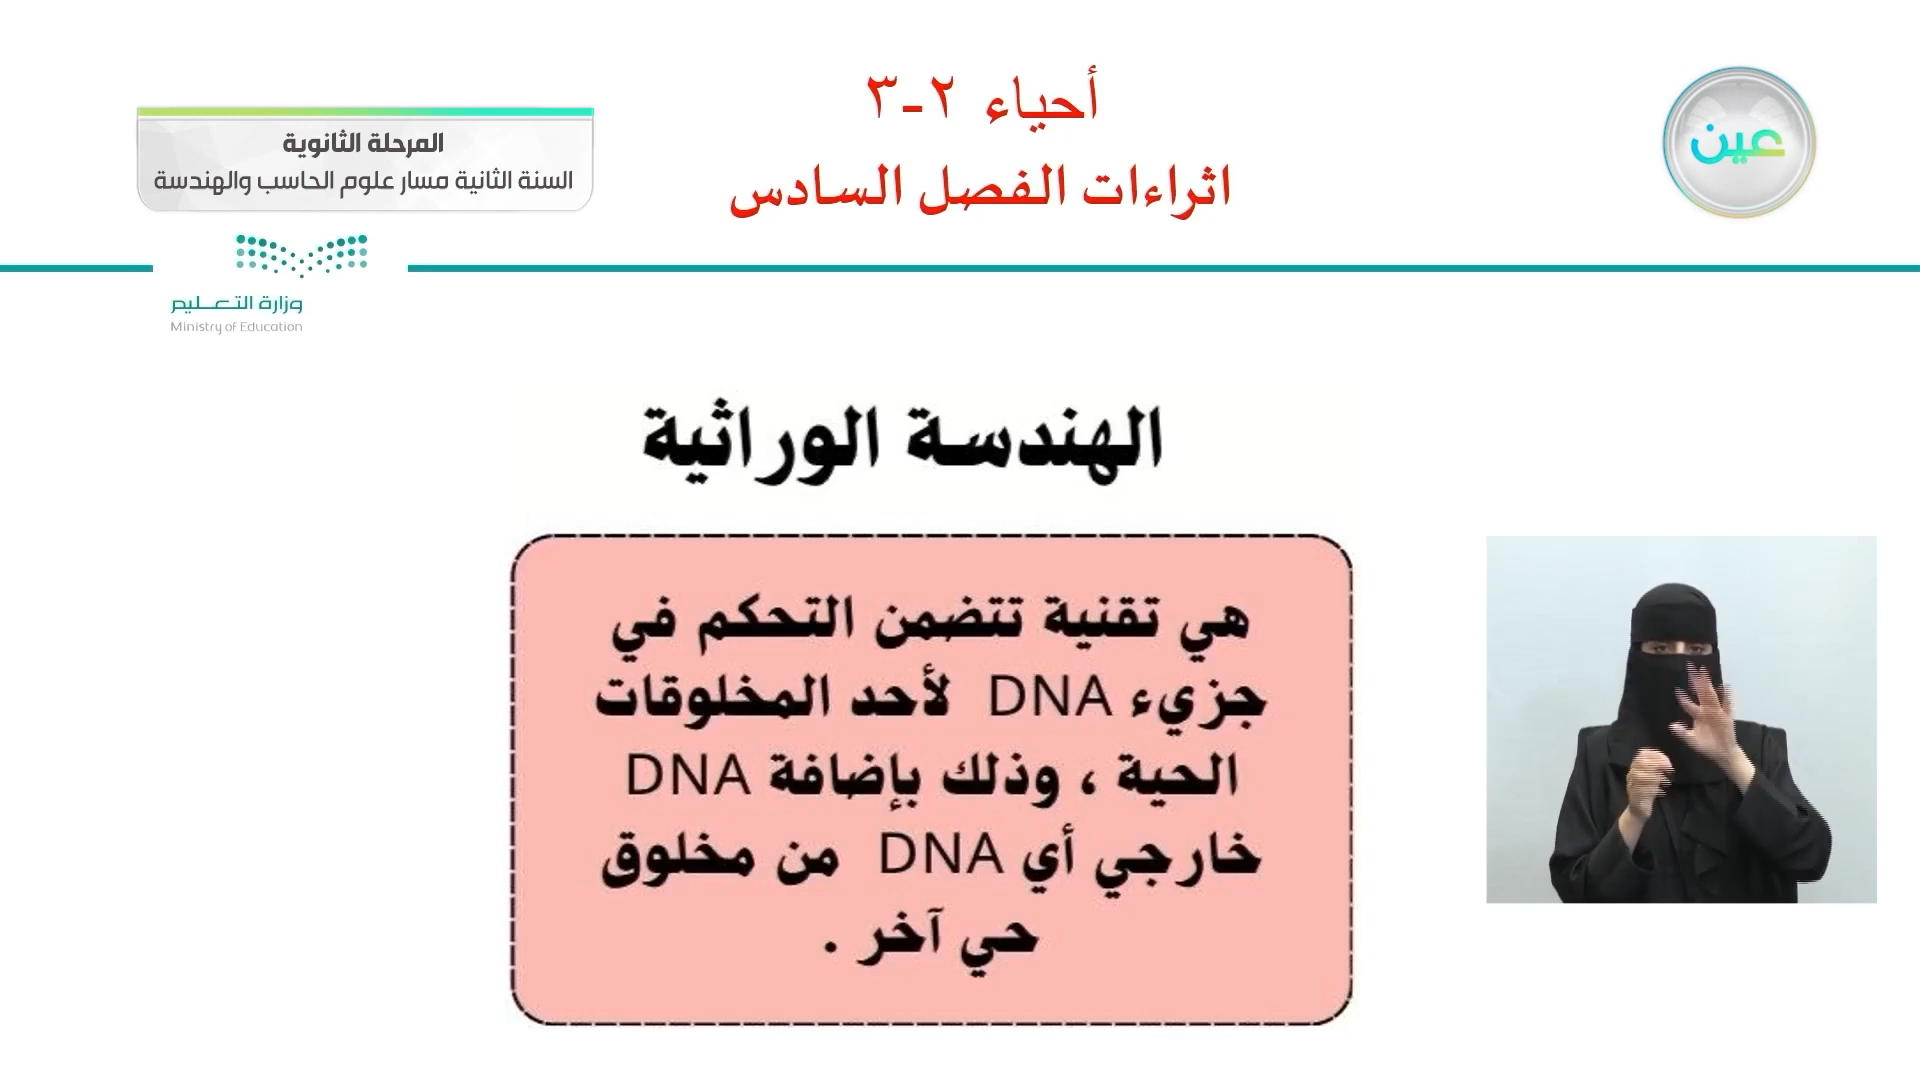 أحياء ٢-٣
اثراءات الفصل السادس
عين
المرحلة الثانوية
السنة الثانية مسار علوم الحاسب والهندسة
وزارة التعليم
Ministry of Education
الهندسة الوراثية
هي تقنية تتضمن التحكم في
جزيء DNA لأحد المخلوقات
الحية ، وذلك بإضافة DNA
خارجي أي DNA من مخلوق
حي آخر .